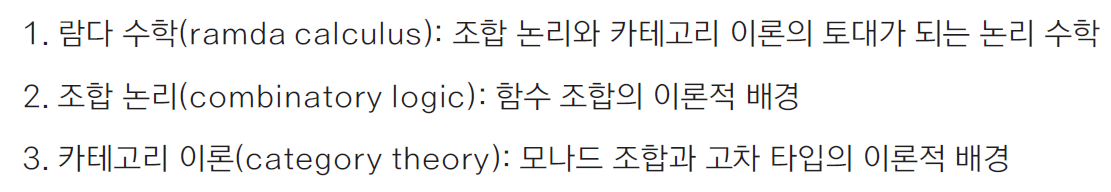 1. 람다 수학(ramda calculus): 조합 논리와 카테고리 이론의 토대가 되는 논리 수학
2. 조합 논리(combinatory logic): 함수 조합의 이론적 배경
3. 카테고리 이론(category theory): 모나드 조합과 고차 타입의 이론적 배경